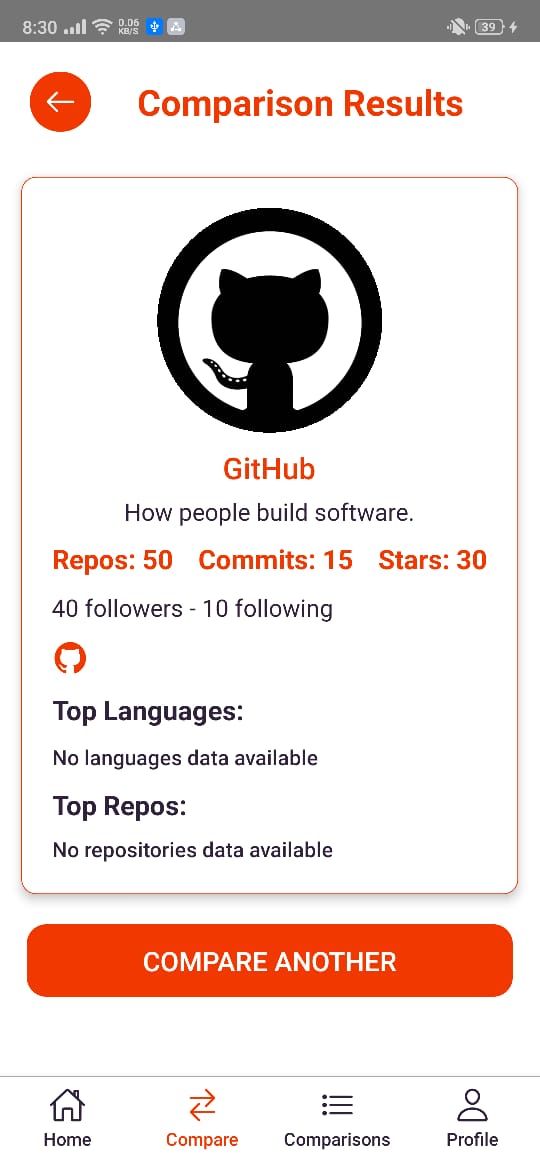 8:30 0.06 KB/S 39
Comparison Results
GitHub
How people build software.
Repos: 50 Commits: 15 Stars: 30
40 followers - 10 following
Top Languages:
No languages data available
Top Repos:
No repositories data available
COMPARE ANOTHER
Home Compare Comparisons Profile